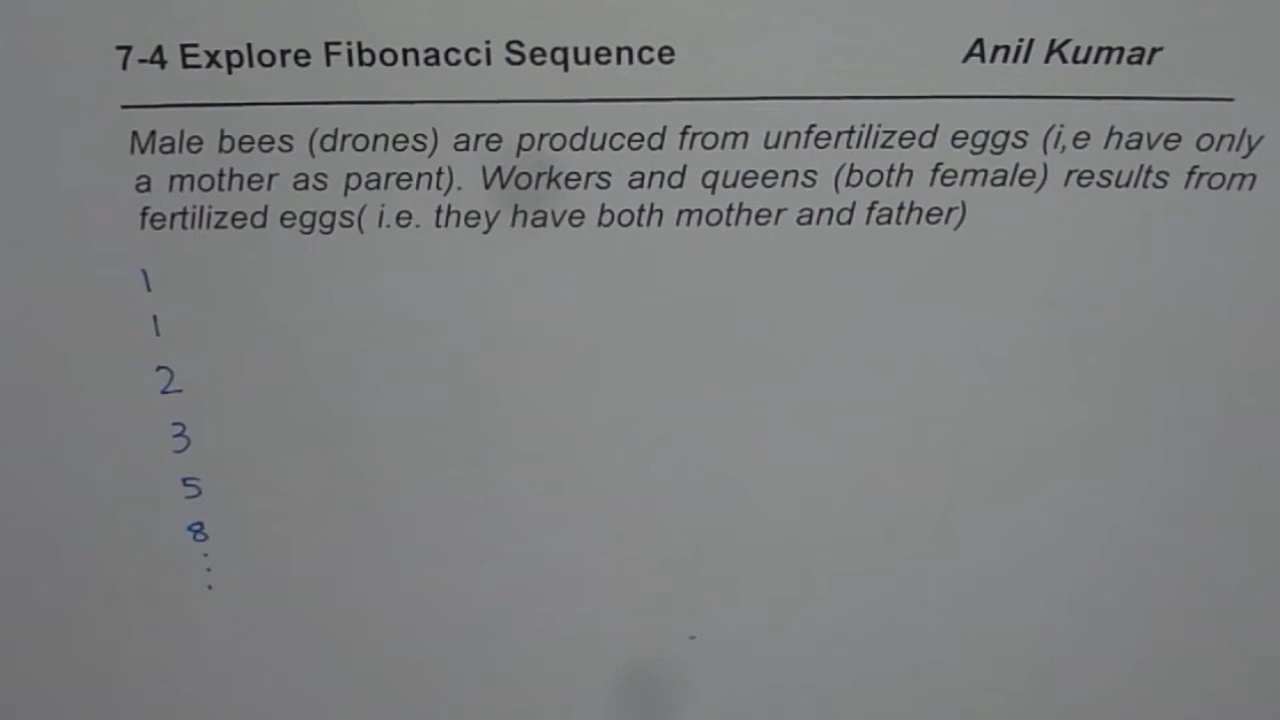 7-4 Explore Fibonacci Sequence Anil Kumar
Male bees (drones) are produced from unfertilized eggs (i,e have only
a mother as parent). Workers and queens (both female) results from
fertilized eggs( i.e. they have both mother and father)
1
1
2
3
5
8
...